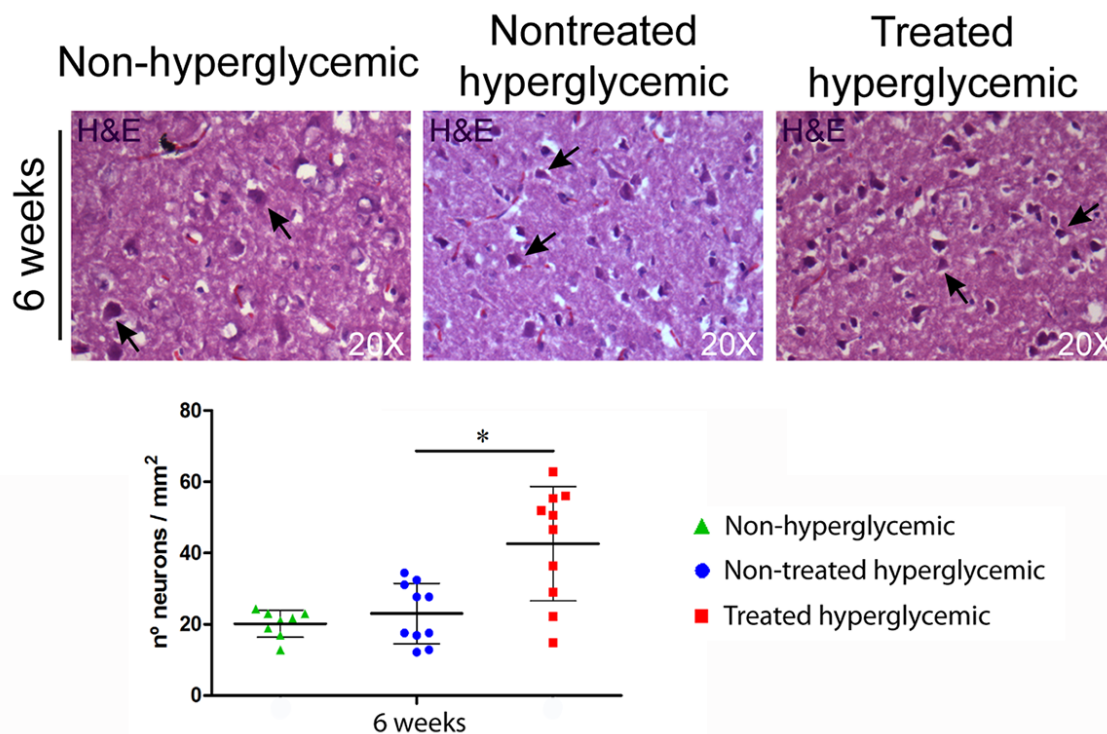 Non-hyperglycemic
Nontreated
hyperglycemic
Treated
hyperglycemic
6 weeks
H&E
H&E
H&E
20X
20X
20X
80
60
40
20
0
nº neurons / mm²
*
6 weeks
Non-hyperglycemic
Non-treated hyperglycemic
Treated hyperglycemic